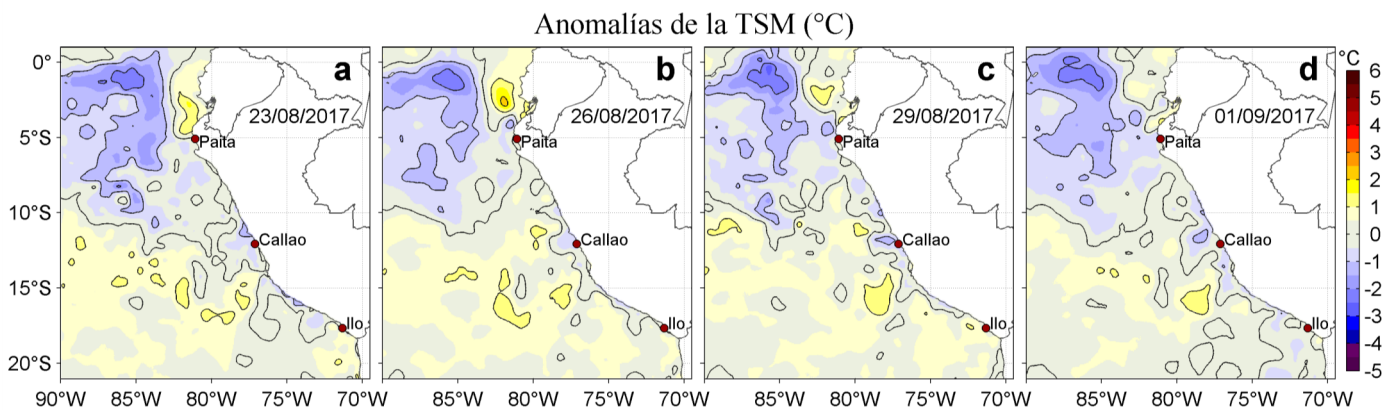 Anomalías de la TSM (°C)
a
23/08/2017
Paita
Callao
Ilo
b
26/08/2017
Paita
Callao
Ilo
c
29/08/2017
Paita
Callao
Ilo
d
01/09/2017
Paita
Callao
Ilo
0°
5°S
10°S
15°S
20°S
90°W 85°W 80°W 75°W 70°W
85°W 80°W 75°W 70°W
85°W 80°W 75°W 70°W
85°W 80°W 75°W 70°W
°C
6
5
4
3
2
1
0
-1
-2
-3
-4
-5